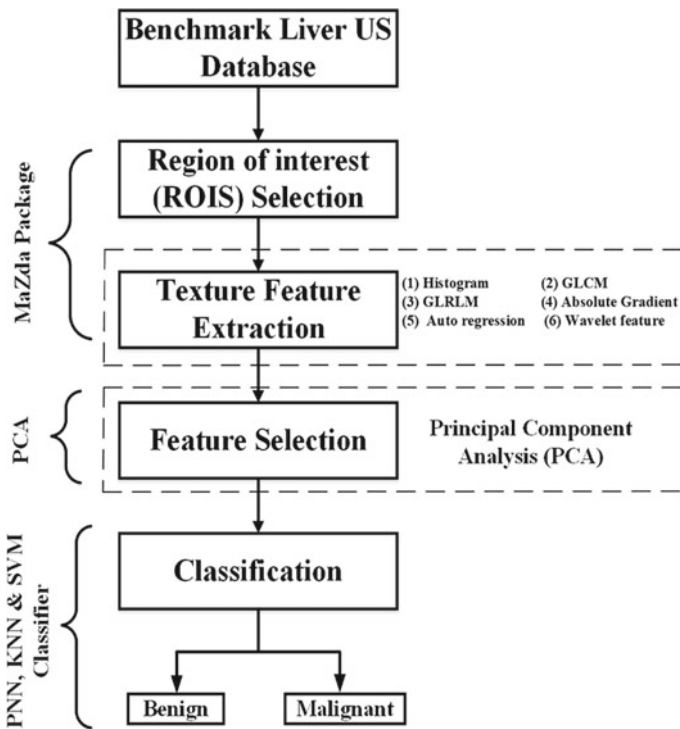 Benchmark Liver US
Database
Region of interest
(ROIS) Selection
MaZda Package
Texture Feature
Extraction
(1) Histogram (2) GLCM
(3) GLRLM (4) Absolute Gradient
(5) Auto regression (6) Wavelet feature
PCA
Feature Selection
Principal Component
Analysis (PCA)
PNN, KNN & SVM
Classifier
Classification
Benign
Malignant